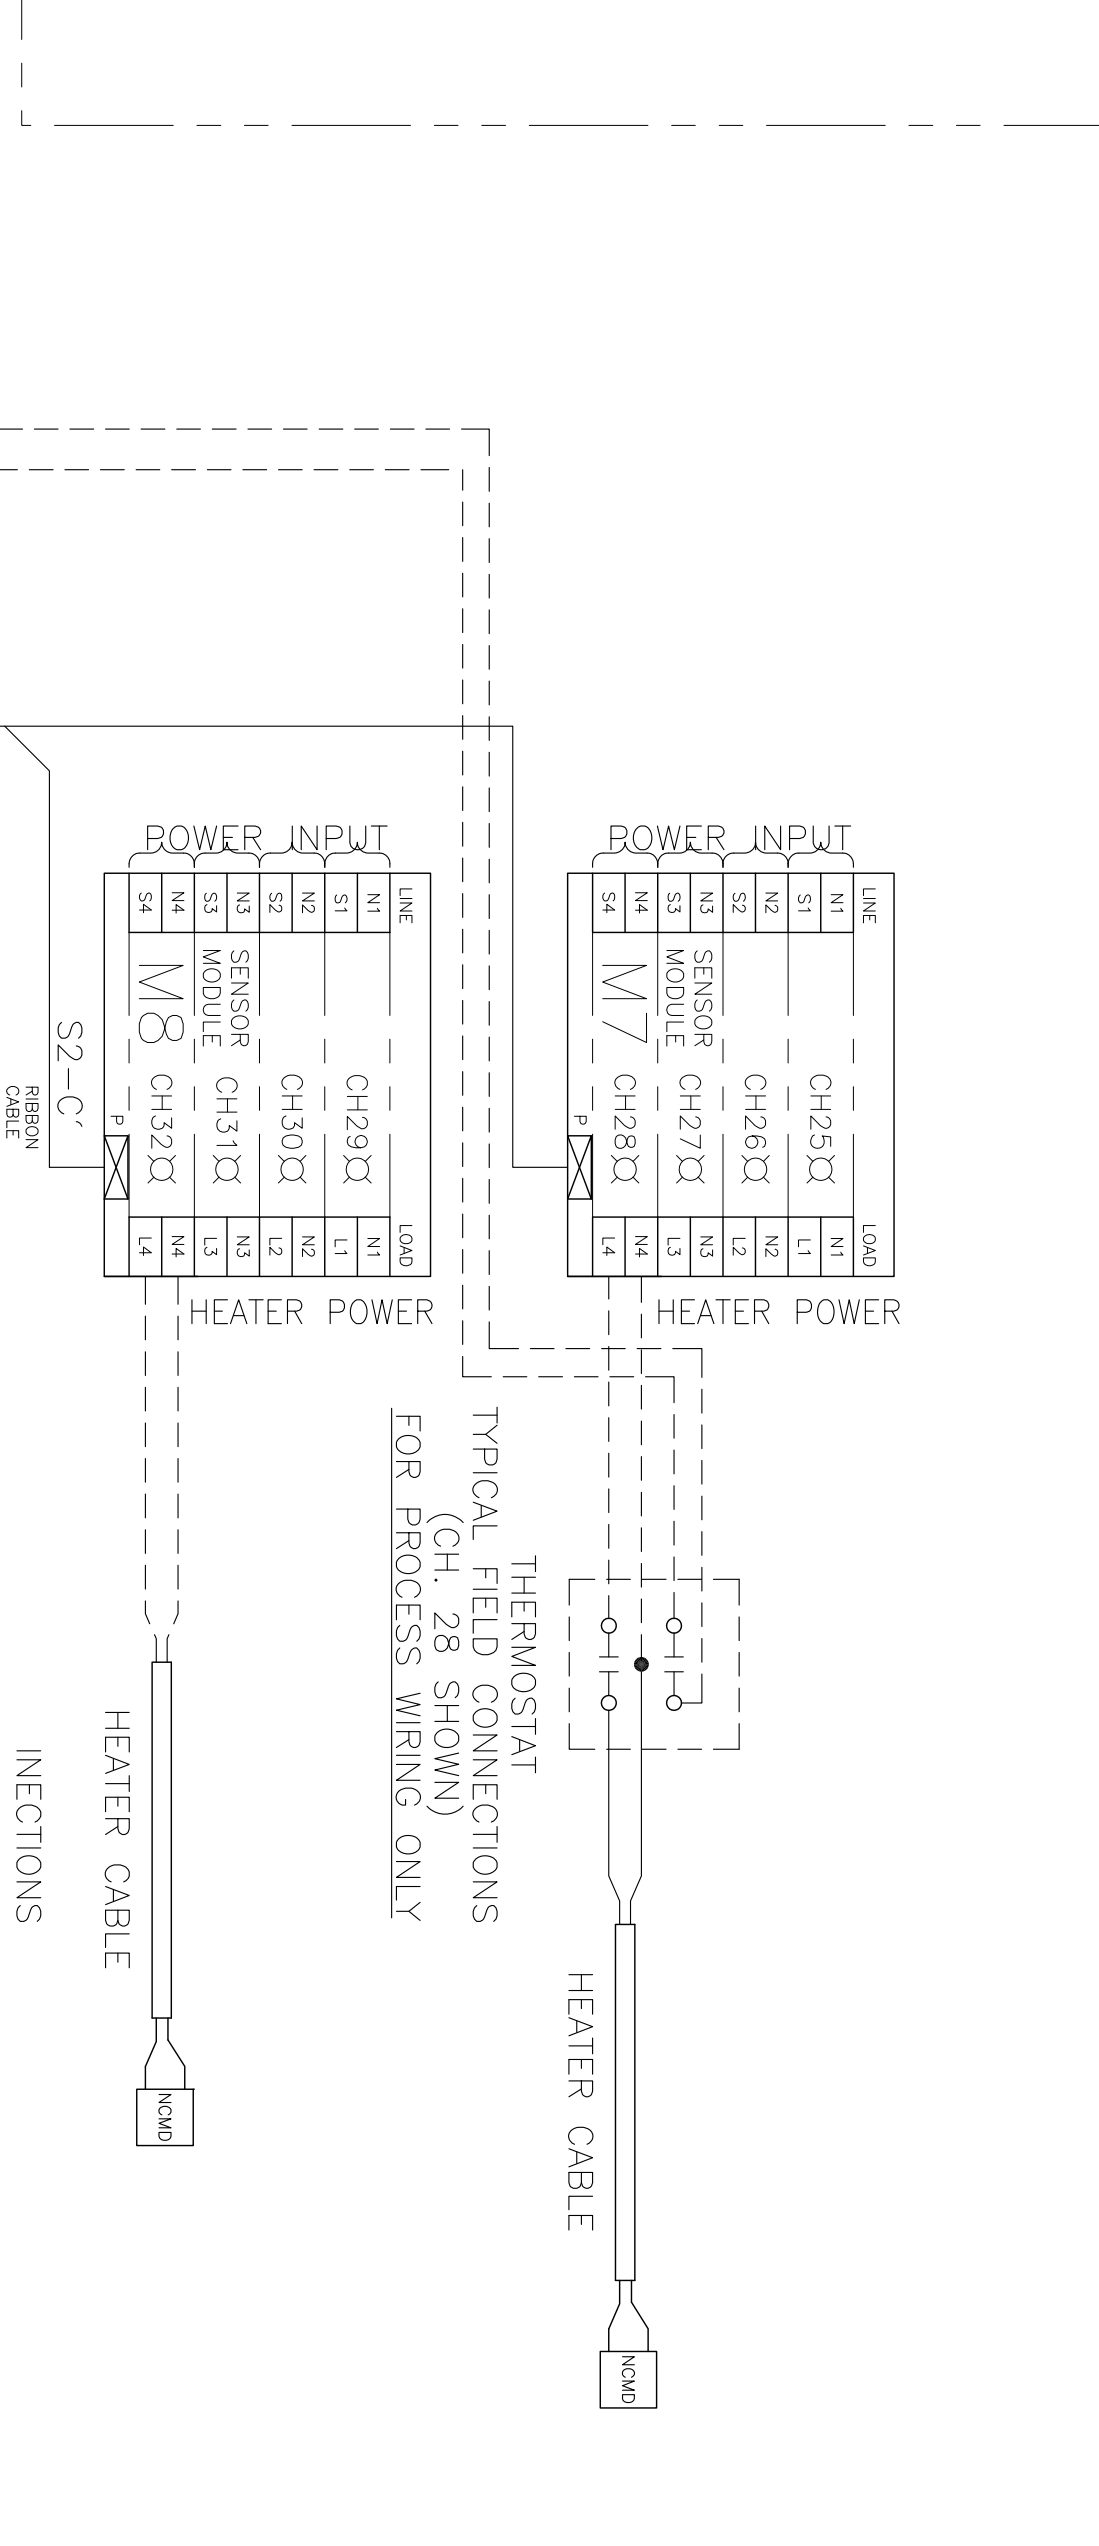 POWER INPUT
LINE
N1
S1
N2
S2
N3
S3
N4
S4
SENSOR
MODULE
M7
CH25
CH26
CH27
CH28
P
LOAD
N1
L1
N2
L2
N3
L3
N4
L4
HEATER POWER
THERMOSTAT
TYPICAL FIELD CONNECTIONS
(CH. 28 SHOWN)
FOR PROCESS WIRING ONLY
HEATER CABLE
NCMD
POWER INPUT
LINE
N1
S1
N2
S2
N3
S3
N4
S4
SENSOR
MODULE
M8
CH29
CH30
CH31
CH32
P
LOAD
N1
L1
N2
L2
N3
L3
N4
L4
HEATER POWER
HEATER CABLE
NCMD
S2-C
RIBBON
CABLE
INECTIONS